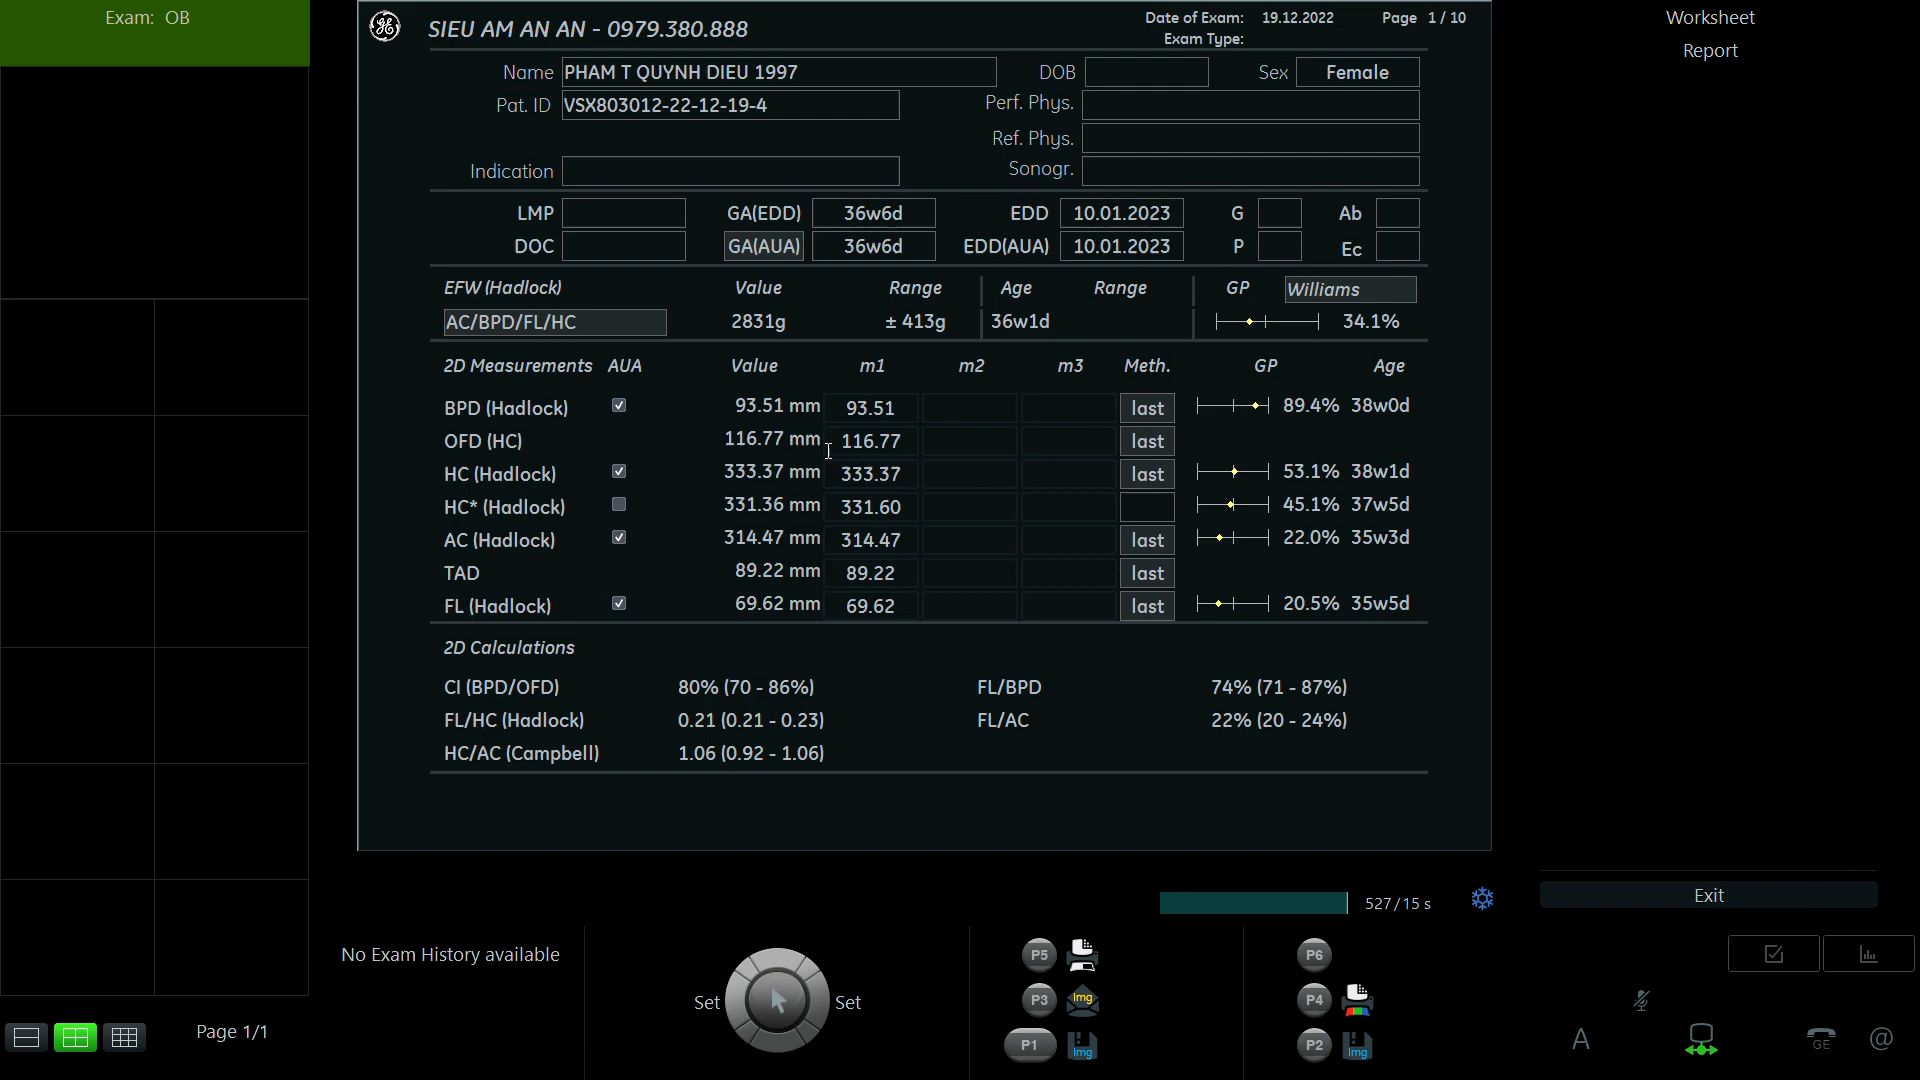 Exam: OB
SIEU AM AN AN - 0979.380.888
Date of Exam: 19.12.2022 Page 1 / 10
Exam Type:
Name PHAM T QUYNH DIEU 1997 DOB Sex Female
Pat. ID VSX803012-22-12-19-4 Perf. Phys.
Ref. Phys.
Indication Sonogr.
LMP GA(EDD) 36w6d EDD 10.01.2023 G Ab
DOC GA(AUA) 36w6d EDD(AUA) 10.01.2023 P Ec
EFW (Hadlock) Value Range Age Range GP Williams
AC/BPD/FL/HC 2831g ± 413g 36w1d 34.1%
2D Measurements AUA Value m1 m2 m3 Meth. GP Age
BPD (Hadlock) 93.51 mm 93.51 last 89.4% 38w0d
OFD (HC) 116.77 mm 116.77 last
HC (Hadlock) 333.37 mm 333.37 last 53.1% 38w1d
HC* (Hadlock) 331.36 mm 331.60 45.1% 37w5d
AC (Hadlock) 314.47 mm 314.47 last 22.0% 35w3d
TAD 89.22 mm 89.22 last
FL (Hadlock) 69.62 mm 69.62 last 20.5% 35w5d
2D Calculations
CI (BPD/OFD) 80% (70 - 86%) FL/BPD 74% (71 - 87%)
FL/HC (Hadlock) 0.21 (0.21 - 0.23) FL/AC 22% (20 - 24%)
HC/AC (Campbell) 1.06 (0.92 - 1.06)
Worksheet
Report
527 / 15 s
Exit
No Exam History available
Set Set
P5 P6
P3 Img P4
P1 Img P2 Img
Page 1/1
A GE @